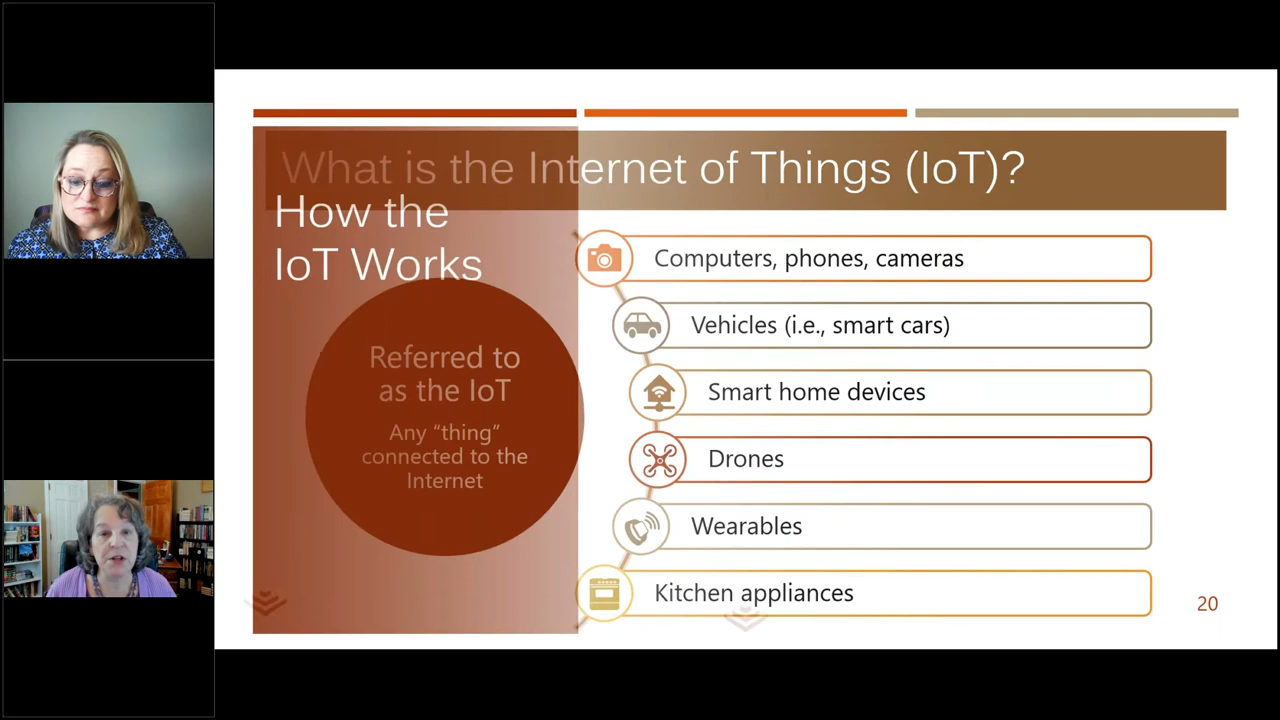 What is the Internet of Things (IoT)?
How the
IoT Works
Referred to
as the IoT
Any “thing”
connected to the
Internet
Computers, phones, cameras
Vehicles (i.e., smart cars)
Smart home devices
Drones
Wearables
Kitchen appliances
20